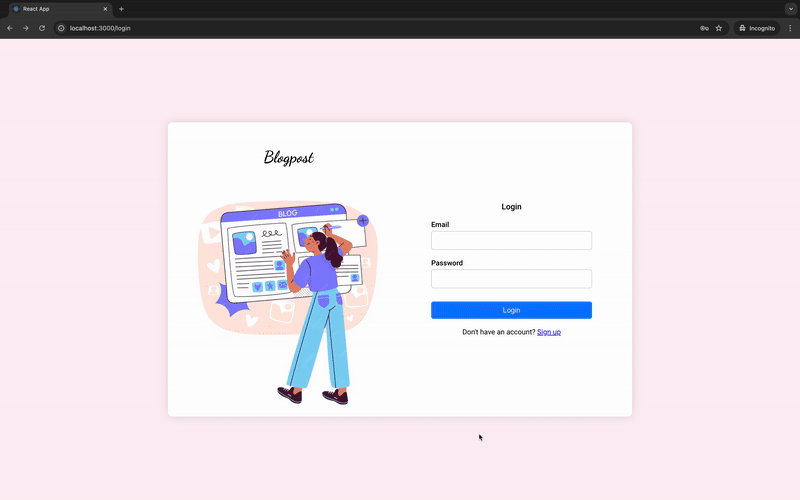 React App
localhost:3000/login
Incognito
Blogpost
BLOG
Login
Email
Password
Login
Don't have an account? Sign up